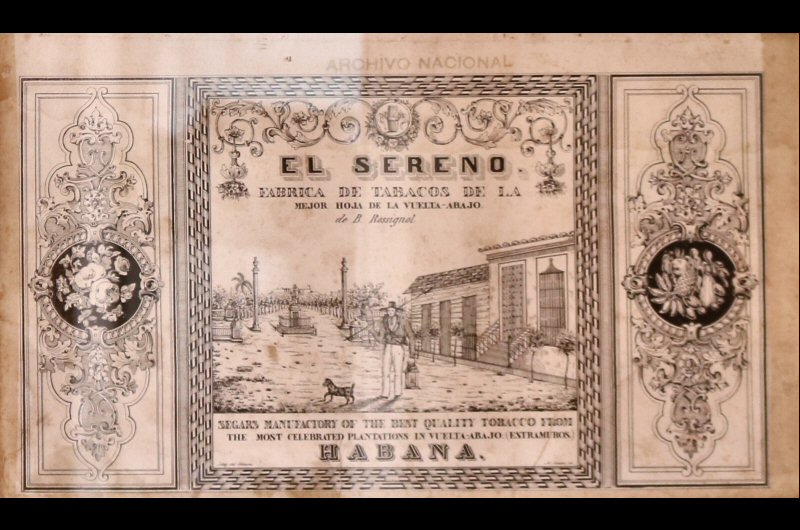 ARCHIVO NACIONAL
EL SERENO.
FABRICA DE TABACOS DE LA
MEJOR HOJA DE LA VUELTA-ABAJO.
de B. Rossignol
SEGARS MANUFACTORY OF THE BEST QUALITY TOBACCO FROM
THE MOST CELEBRATED PLANTATIONS IN VUELTA-ABAJO: (EXTRAMUROS.)
HABANA.